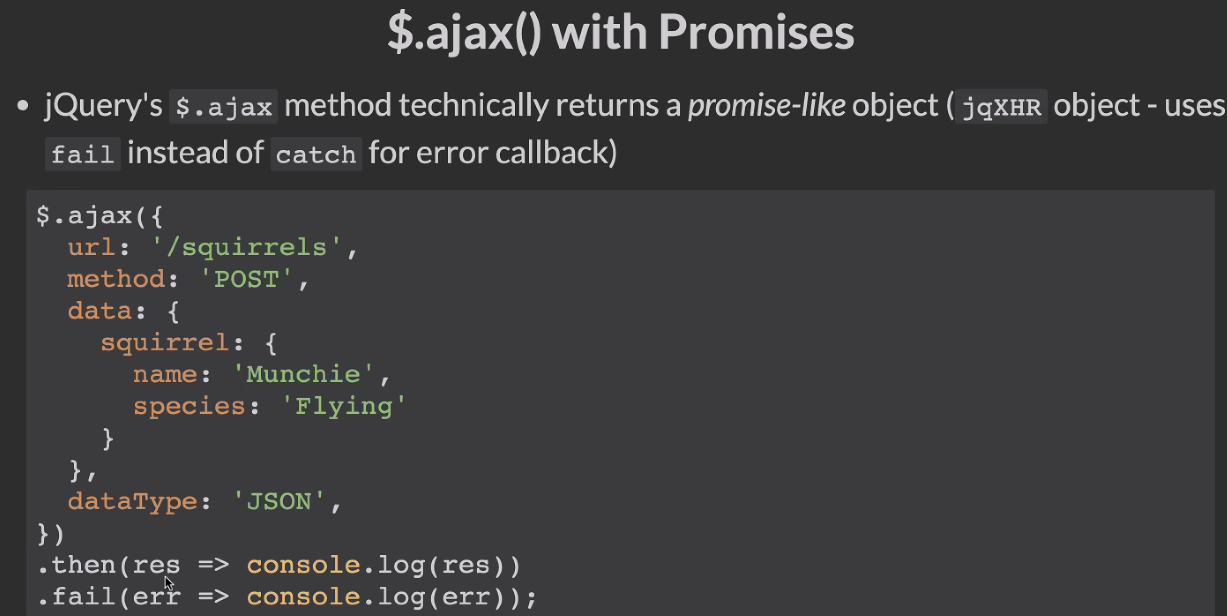 $.ajax() with Promises
• jQuery's $.ajax method technically returns a promise-like object ( jqXHR object - uses
fail instead of catch for error callback)
$.ajax({
  url: '/squirrels',
  method: 'POST',
  data: {
    squirrel: {
      name: 'Munchie',
      species: 'Flying'
    }
  },
  dataType: 'JSON',
})
.then(res => console.log(res))
.fail(err => console.log(err));